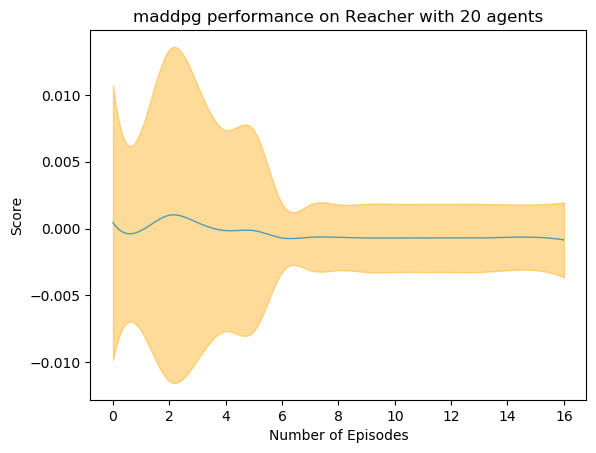 maddpg performance on Reacher with 20 agents
0.010
0.005
0.000
−0.005
−0.010
Score
0 2 4 6 8 10 12 14 16
Number of Episodes